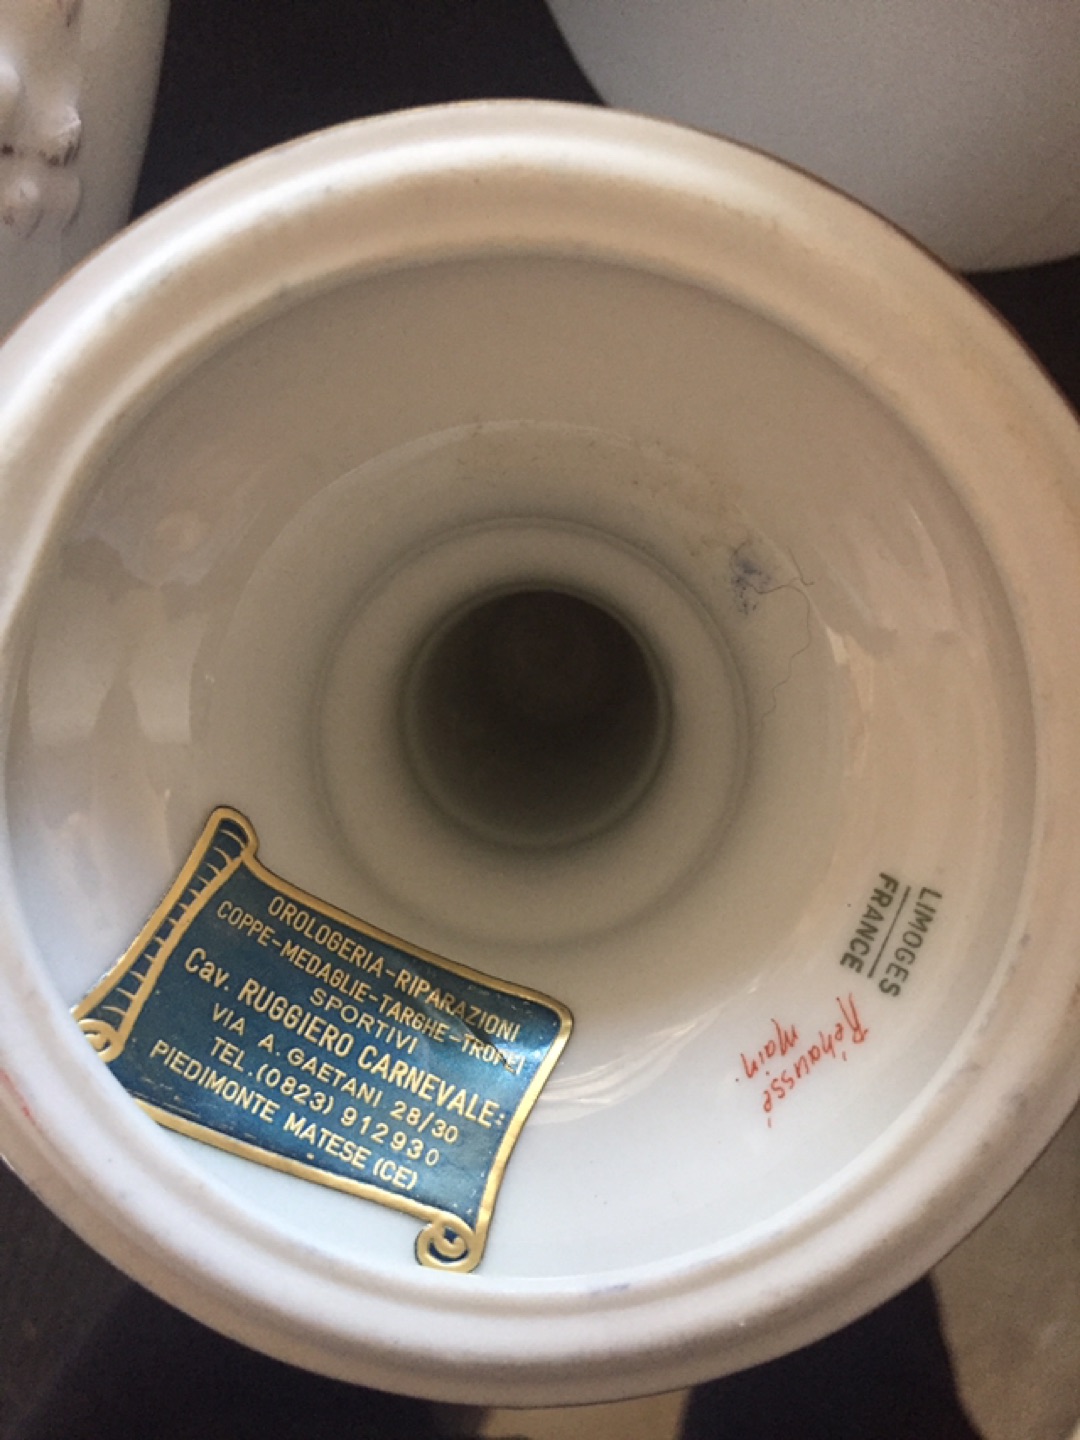 OROLOGERIA-RIPARAZIONI
COPPE-MEDAGLIE-TARGHE-TROFEI
SPORTIVI
Cav. RUGGIERO CARNEVALE:
VIA A. GAETANI 28/30
TEL. (0823) 912930
PIEDIMONTE MATESE (CE)
LIMOGES
FRANCE
Réhaussé
main.